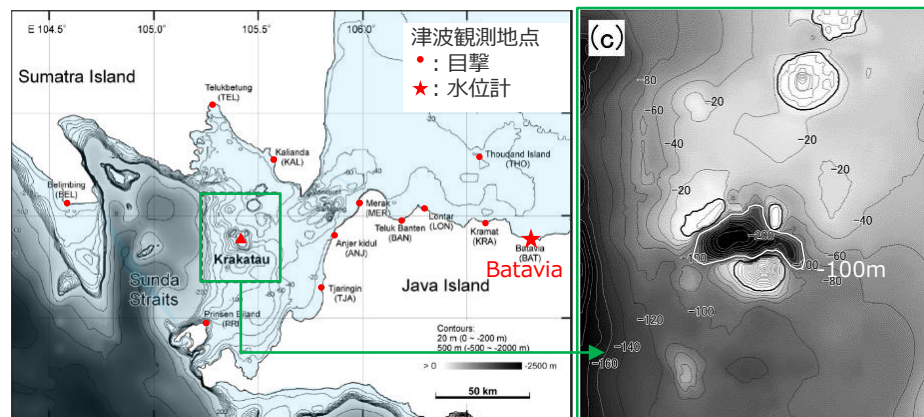 E 104.5°
105.0°
105.5°
106.0°
津波観測地点
: 目撃
: 水位計
Sumatra Island
Telukbetung
(TEL)
Kalianda
(KAL)
Thoudand Island
(THO)
Belimbing
(BEL)
Merak
(MER)
Lontar
(LON)
Teluk Banten
(BAN)
Kramat
(KRA)
Anjer kidul
(ANJ)
Batavia
(BAT)
Batavia
Krakatau
Sunda
Straits
Java Island
Tjaringin
(TJA)
Prinsen Eiland
(PRI)
Contours:
20 m (0 ~ -200 m)
500 m (-500 ~ -2000 m)
> 0
-2500 m
50 km
(c)
-80
-60
-40
-20
-20
-20
-20
-20
-40
-60
-80
-100m
-100
-120
-140
-160